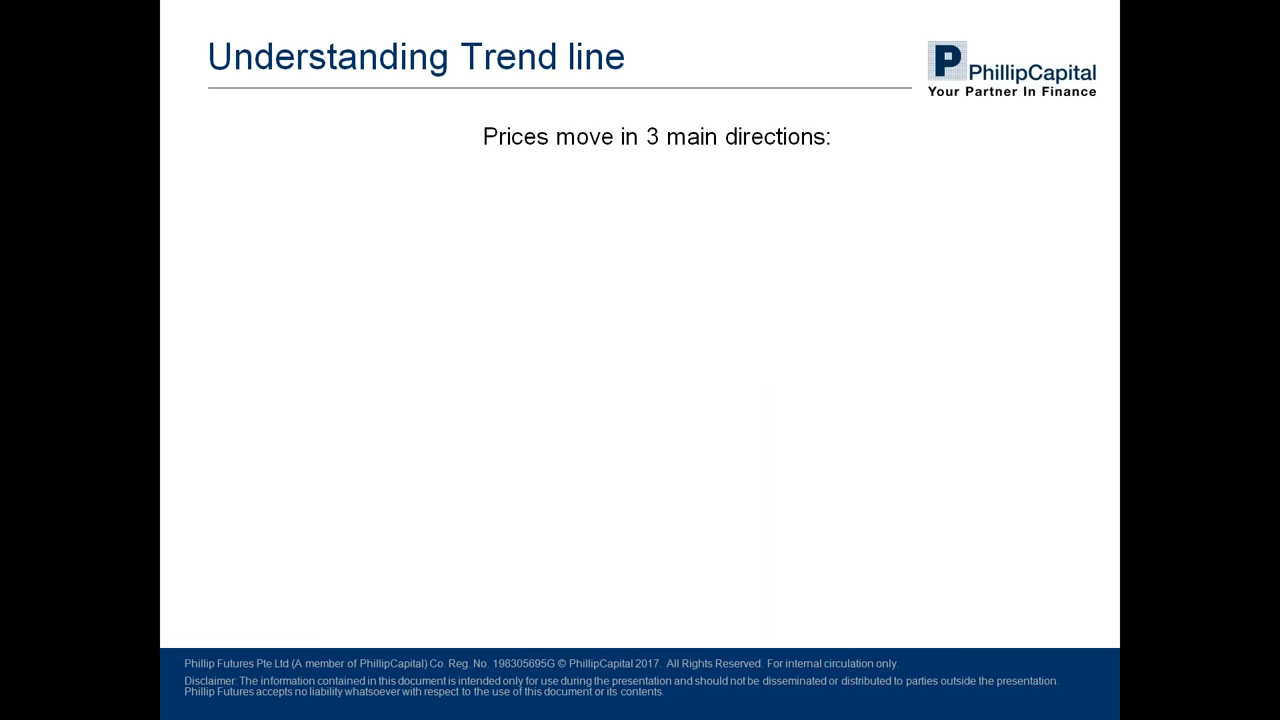 Understanding Trend line
P PhillipCapital
Your Partner In Finance
Prices move in 3 main directions:
Phillip Futures Pte Ltd (A member of PhillipCapital) Co. Reg. No. 198305695G © PhillipCapital 2017. All Rights Reserved. For internal circulation only.
Disclaimer: The information contained in this document is intended only for use during the presentation and should not be disseminated or distributed to parties outside the presentation.
Phillip Futures accepts no liability whatsoever with respect to the use of this document or its contents.